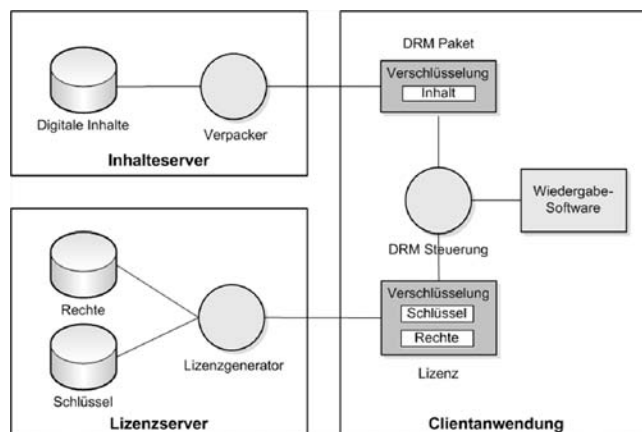 Digitale Inhalte
Verpacker
Inhalteserver
Rechte
Schlüssel
Lizenzgenerator
Lizenzserver
DRM Paket
Verschlüsselung
Inhalt
DRM Steuerung
Wiedergabe-
Software
Verschlüsselung
Schlüssel
Rechte
Lizenz
Clientanwendung